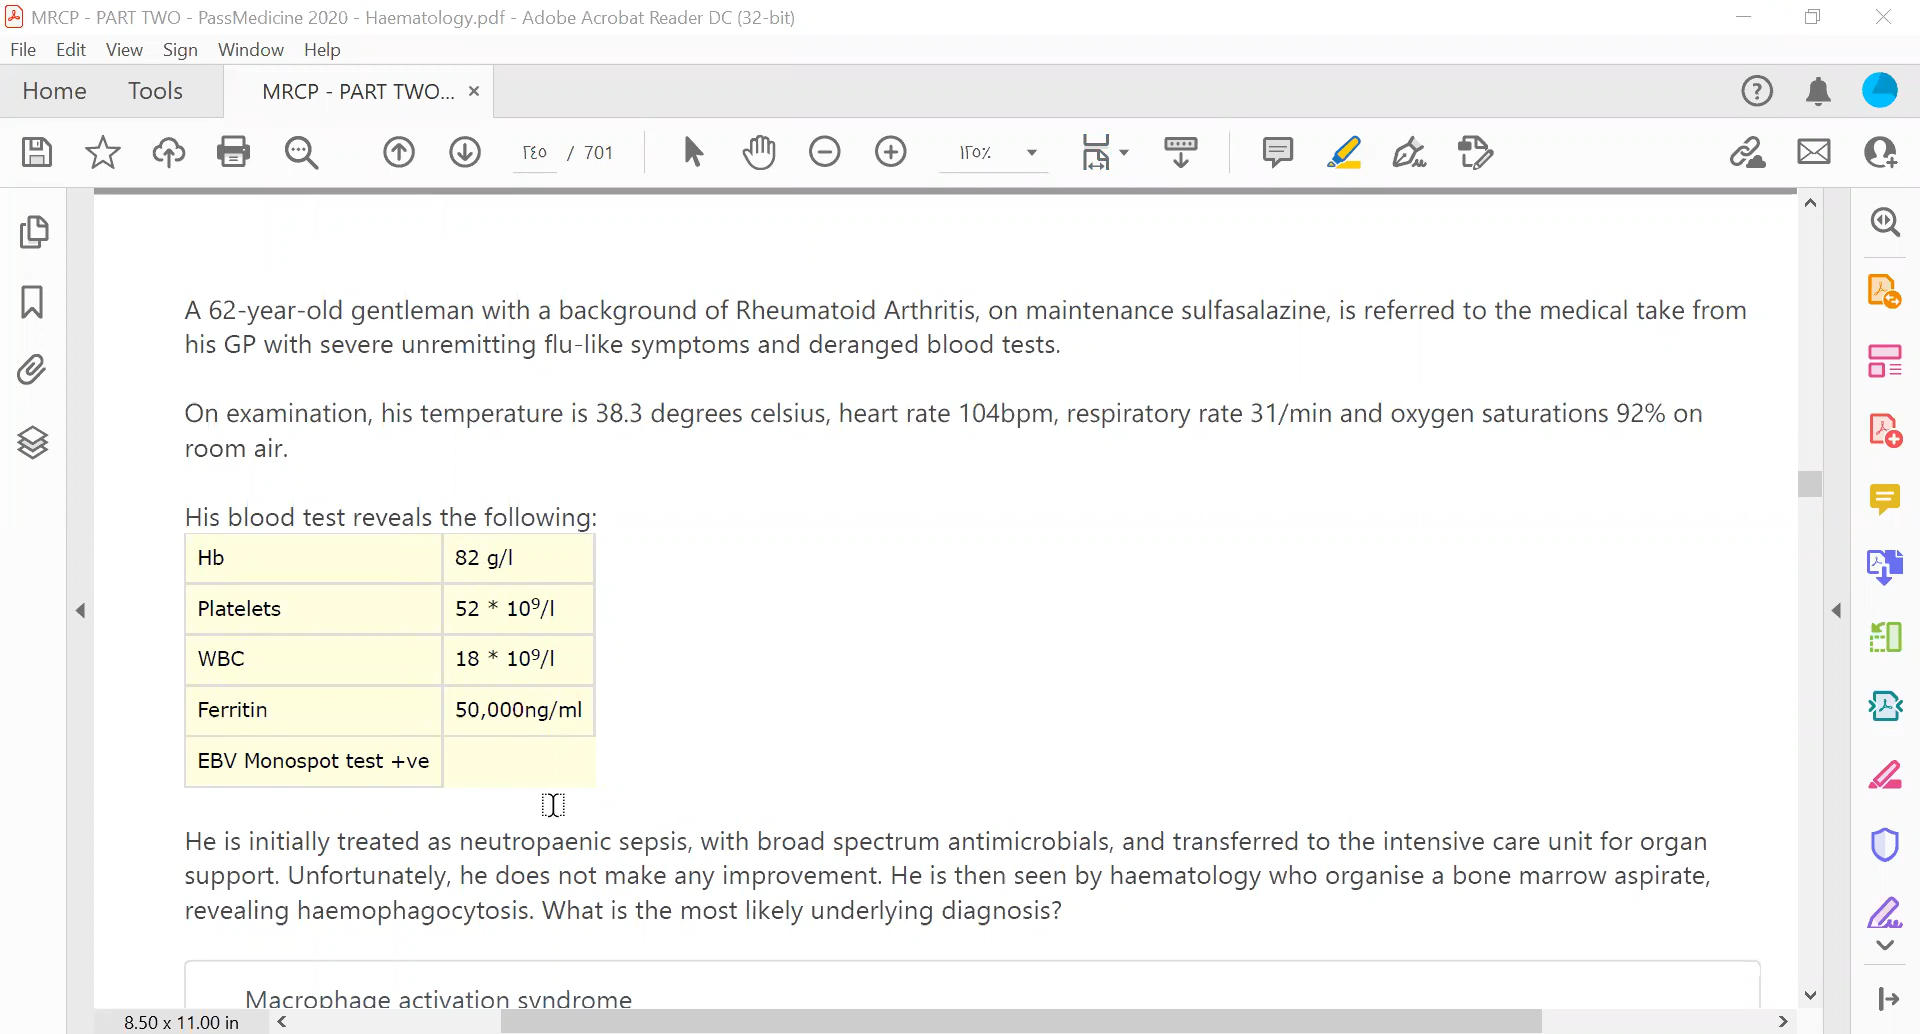 MRCP - PART TWO - PassMedicine 2020 - Haematology.pdf - Adobe Acrobat Reader DC (32-bit)
File Edit View Sign Window Help
Home Tools MRCP - PART TWO... ×
٢٤٥ / 701 ١٢٥٪
A 62-year-old gentleman with a background of Rheumatoid Arthritis, on maintenance sulfasalazine, is referred to the medical take from
his GP with severe unremitting flu-like symptoms and deranged blood tests.
On examination, his temperature is 38.3 degrees celsius, heart rate 104bpm, respiratory rate 31/min and oxygen saturations 92% on
room air.
His blood test reveals the following:
Hb 82 g/l
Platelets 52 * 10⁹/l
WBC 18 * 10⁹/l
Ferritin 50,000ng/ml
EBV Monospot test +ve
He is initially treated as neutropaenic sepsis, with broad spectrum antimicrobials, and transferred to the intensive care unit for organ
support. Unfortunately, he does not make any improvement. He is then seen by haematology who organise a bone marrow aspirate,
revealing haemophagocytosis. What is the most likely underlying diagnosis?
Macrophage activation syndrome
8.50 x 11.00 in